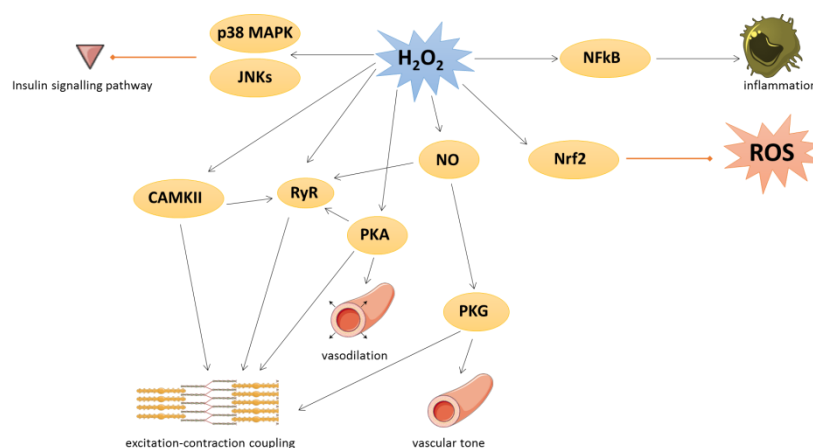 p38 MAPK
H₂O₂
NFkB
JNKs
Insulin signalling pathway
inflammation
NO
Nrf2
ROS
CAMKII
RyR
PKA
PKG
vasodilation
excitation-contraction coupling
vascular tone